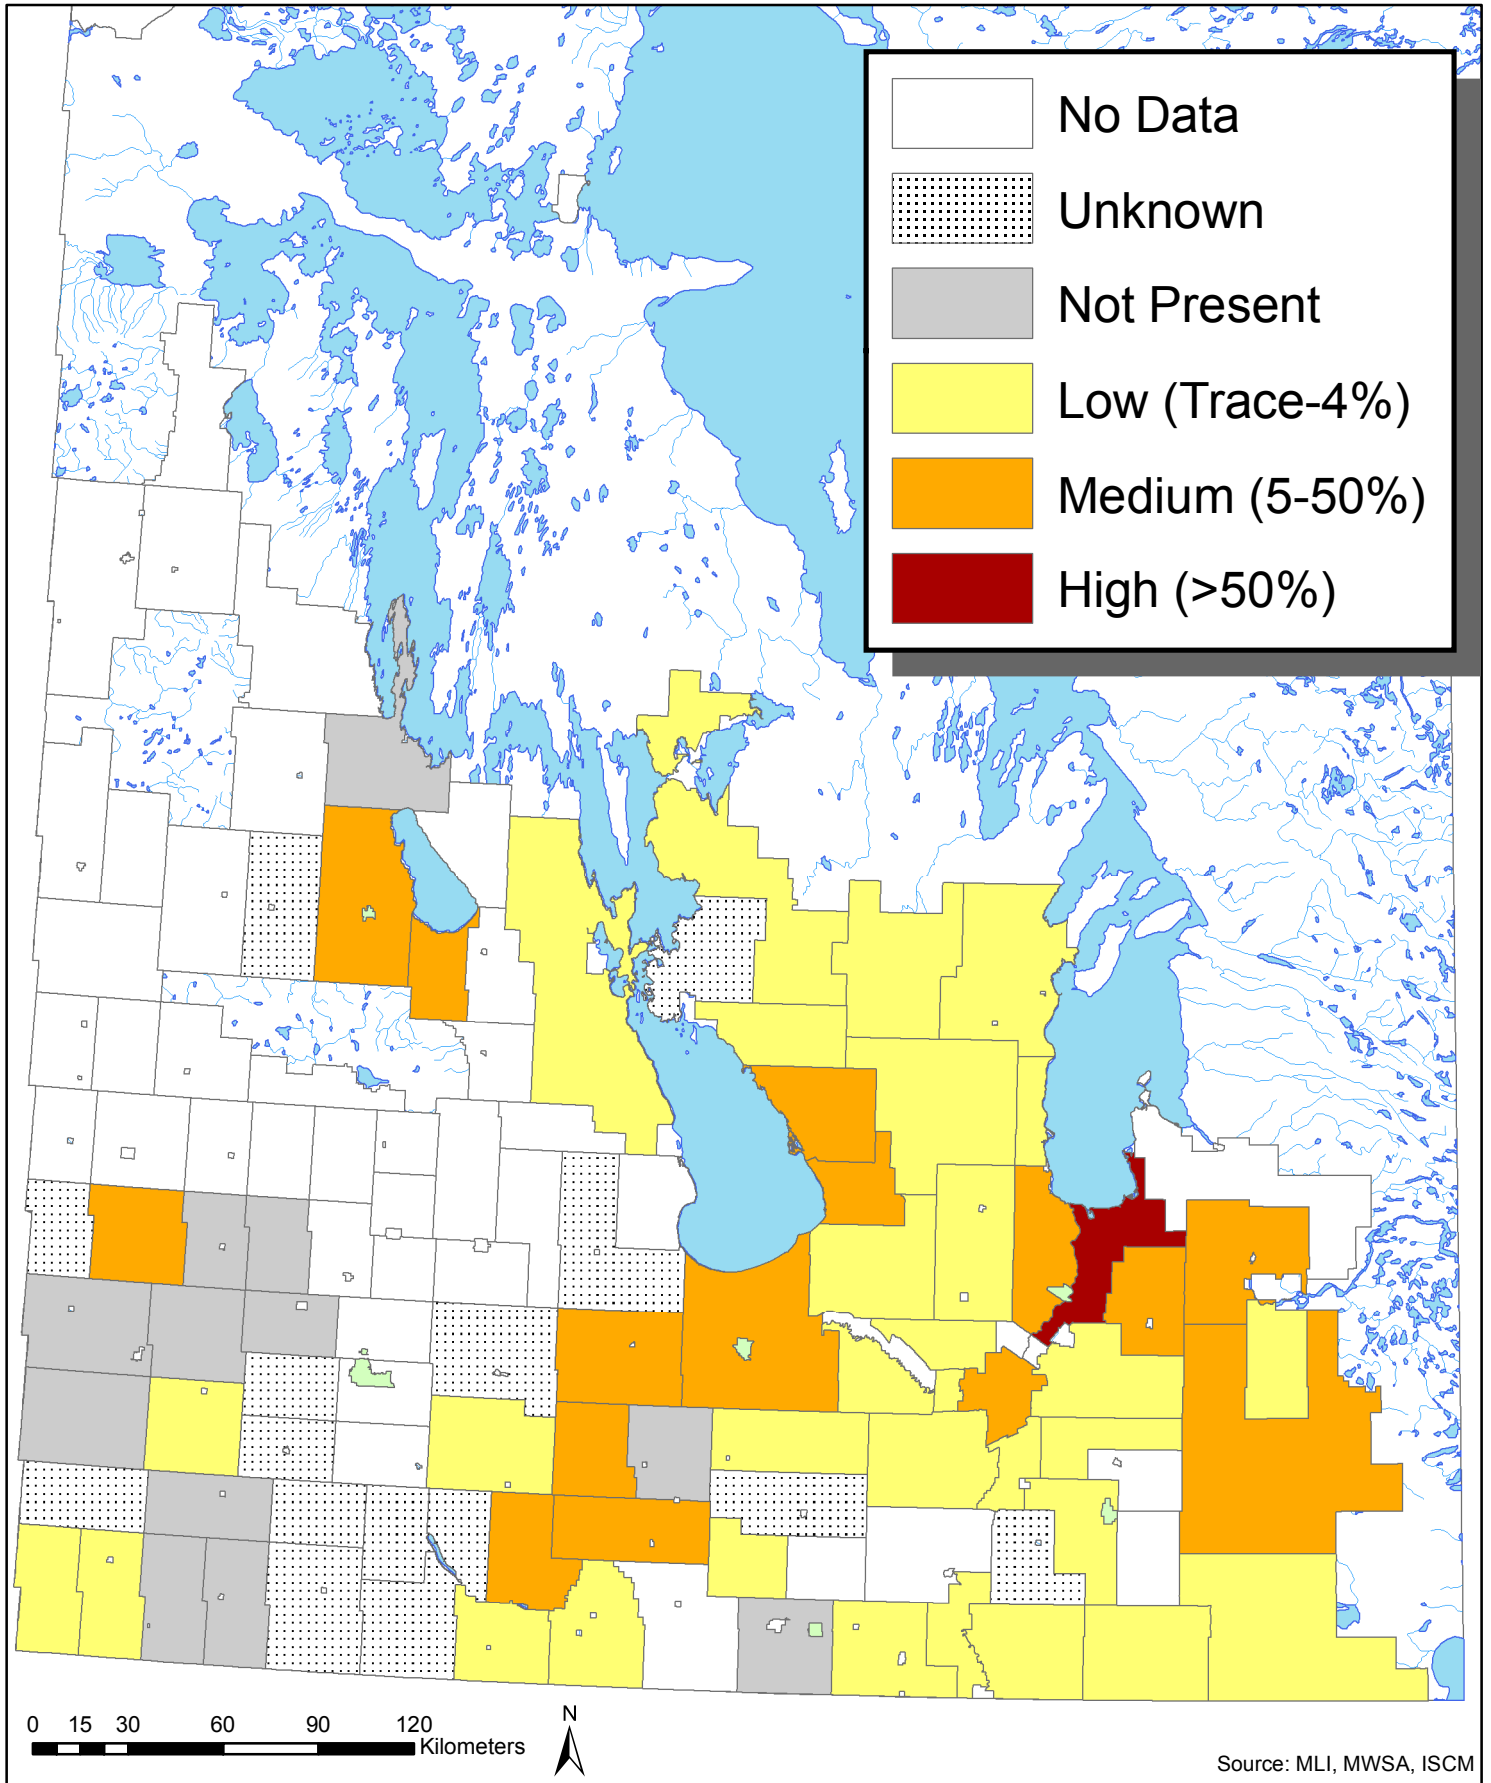 No Data
Unknown
Not Present
Low (Trace-4%)
Medium (5-50%)
High (>50%)
0 15 30 60 90 120
Kilometers
N
Source: MLI, MWSA, ISCM